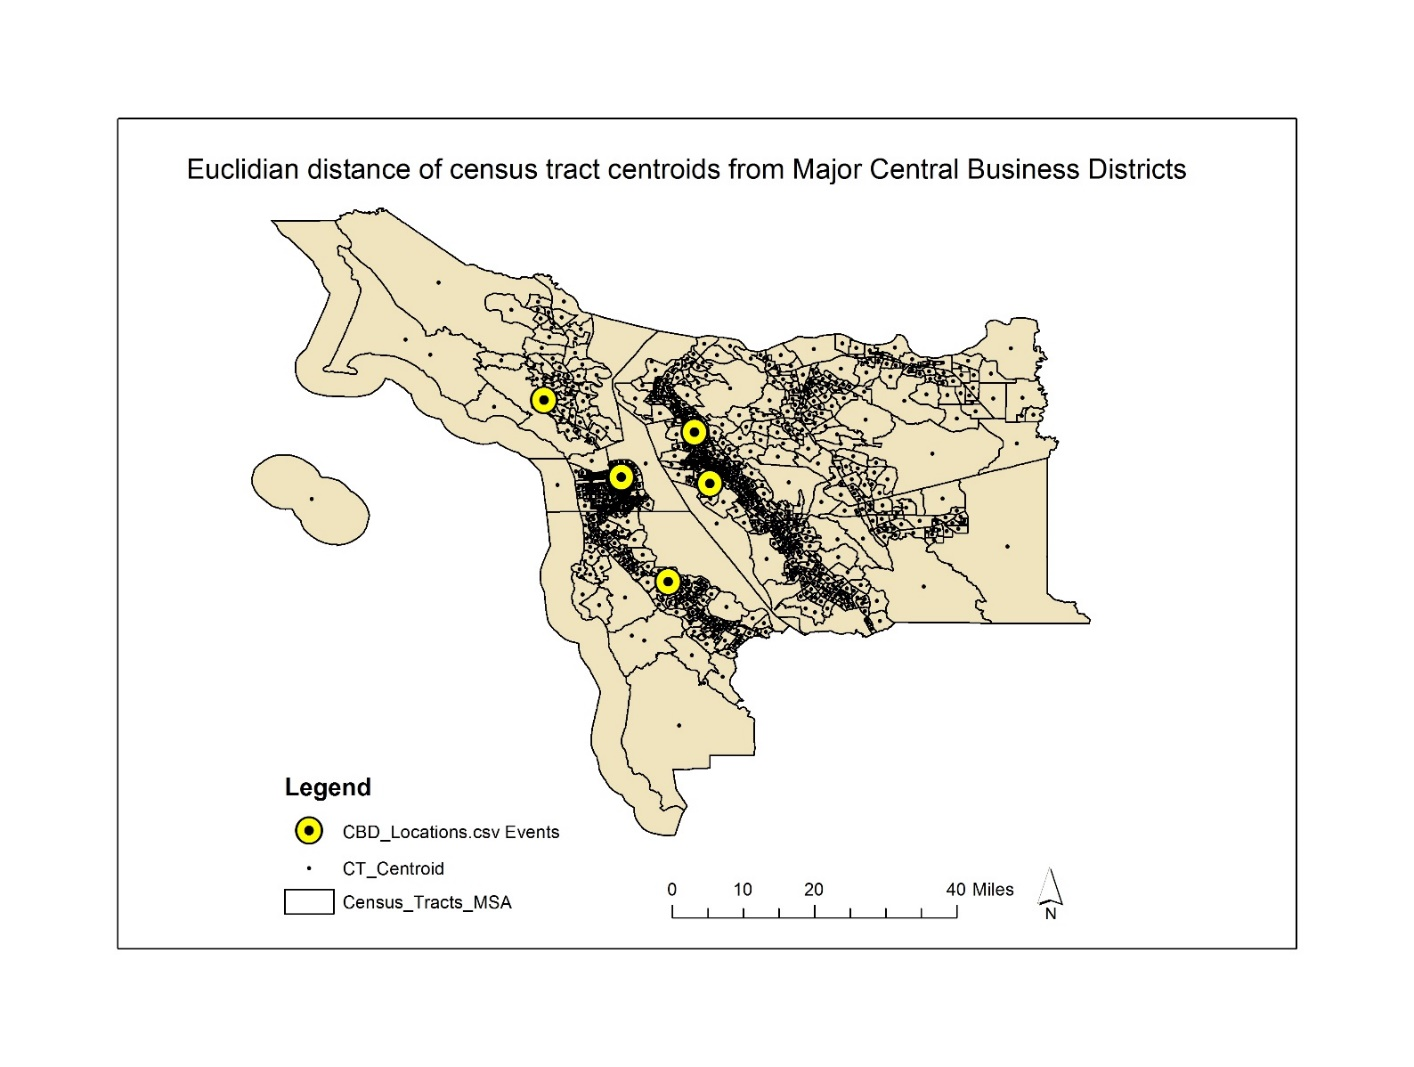 Euclidian distance of census tract centroids from Major Central Business Districts
Legend
CBD_Locations.csv Events
CT_Centroid
Census_Tracts_MSA
0 10 20 40 Miles
N